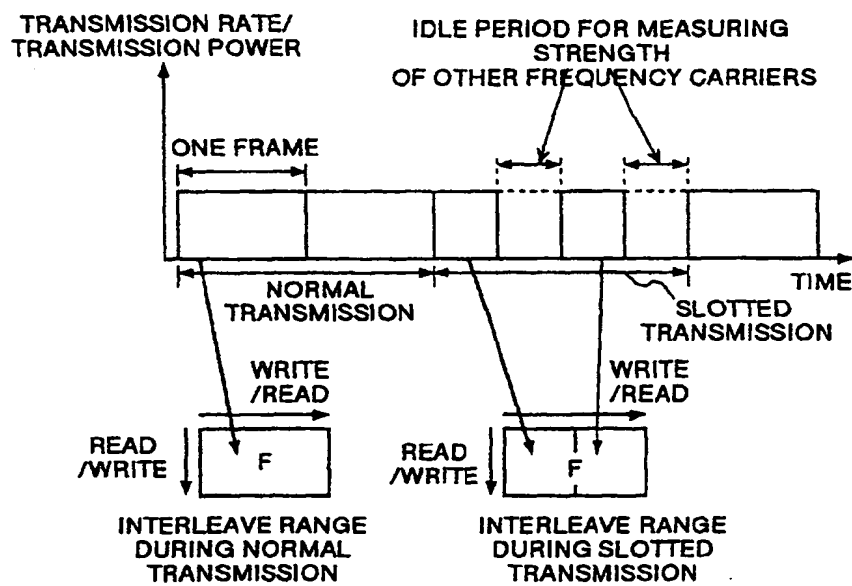 TRANSMISSION RATE/
TRANSMISSION POWER
IDLE PERIOD FOR MEASURING
STRENGTH
OF OTHER FREQUENCY CARRIERS
ONE FRAME
TIME
NORMAL
TRANSMISSION
SLOTTED
TRANSMISSION
WRITE
/READ
READ
/WRITE
F
INTERLEAVE RANGE
DURING NORMAL
TRANSMISSION
WRITE
/READ
READ
/WRITE
F
INTERLEAVE RANGE
DURING SLOTTED
TRANSMISSION